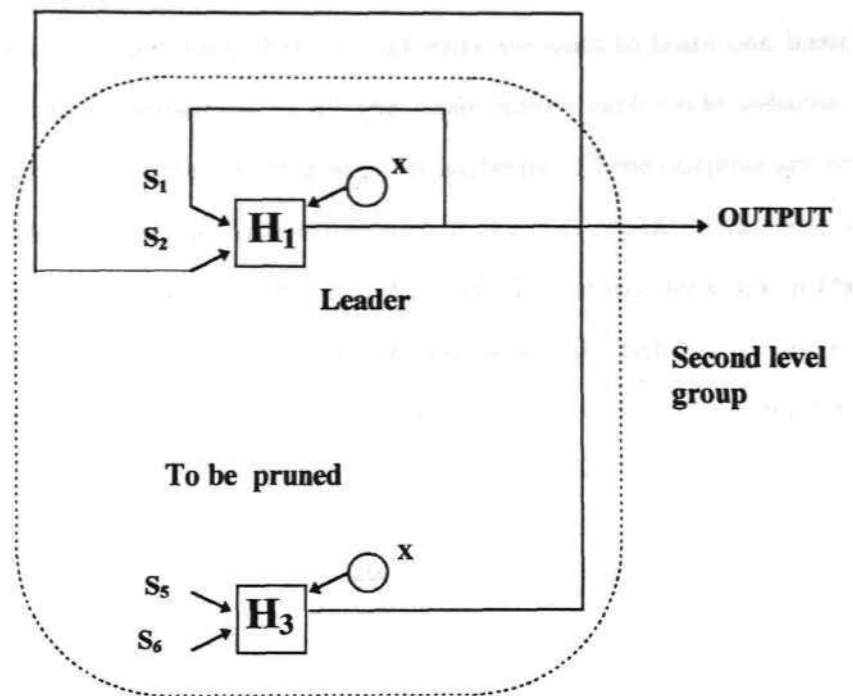 X
S1
S2
H1
OUTPUT
Leader
Second level
group
To be pruned
X
S5
S6
H3